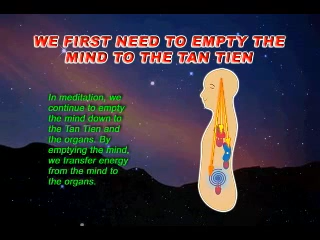 WE FIRST NEED TO EMPTY THE
MIND TO THE TAN TIEN
In meditation, we
continue to empty
the mind down to
the Tan Tien and
the organs. By
emptying the mind,
we transfer energy
from the mind to
the organs.